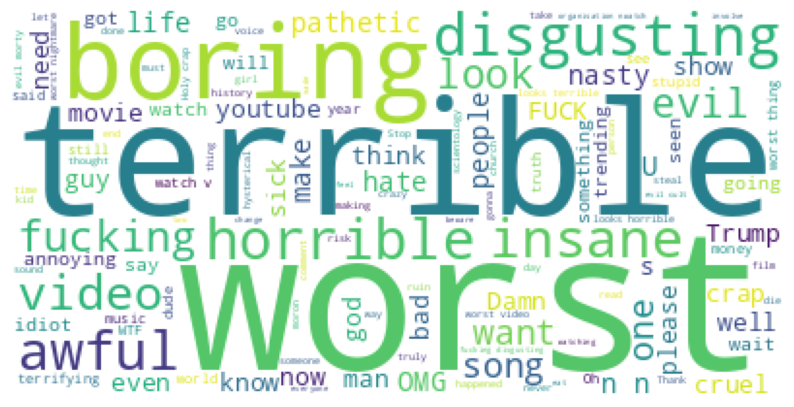 let
got
life
go
pathetic
take
organisation
involve
disgusting
evil morty
need
worst nightmare
done
voice
boring
will
girl
Holy crap
must
look
nasty
see
show
stupid
said
movie
watch
youtube
history
year
looks terrible
FUCK
evil
worst thing
terrible
end
still
thought
guy
thing
watch v
hysterical
sick
make
Stop
think
hate
crazy
feel
scientology
people
church
gonna
truth
something
trending
person
U
steal
seen
evil cult
going
time
kid
making
change
beware
looks horrible
fucking
horrible
insane
Trump
money
annoying
say
risk
day
s
film
sound
video
dude
Worst
comment
god
way
ruin
bad
Damn
read
one
please
crap
die
idiot
music
WTF
moron
worst video
want
well
wait
awful
someone
truly
fucking disgusting
song
watching
terrifying
even
world
know
now
everyone
man
OMG
happened
never
eat
Oh
n n
Thank
cruel